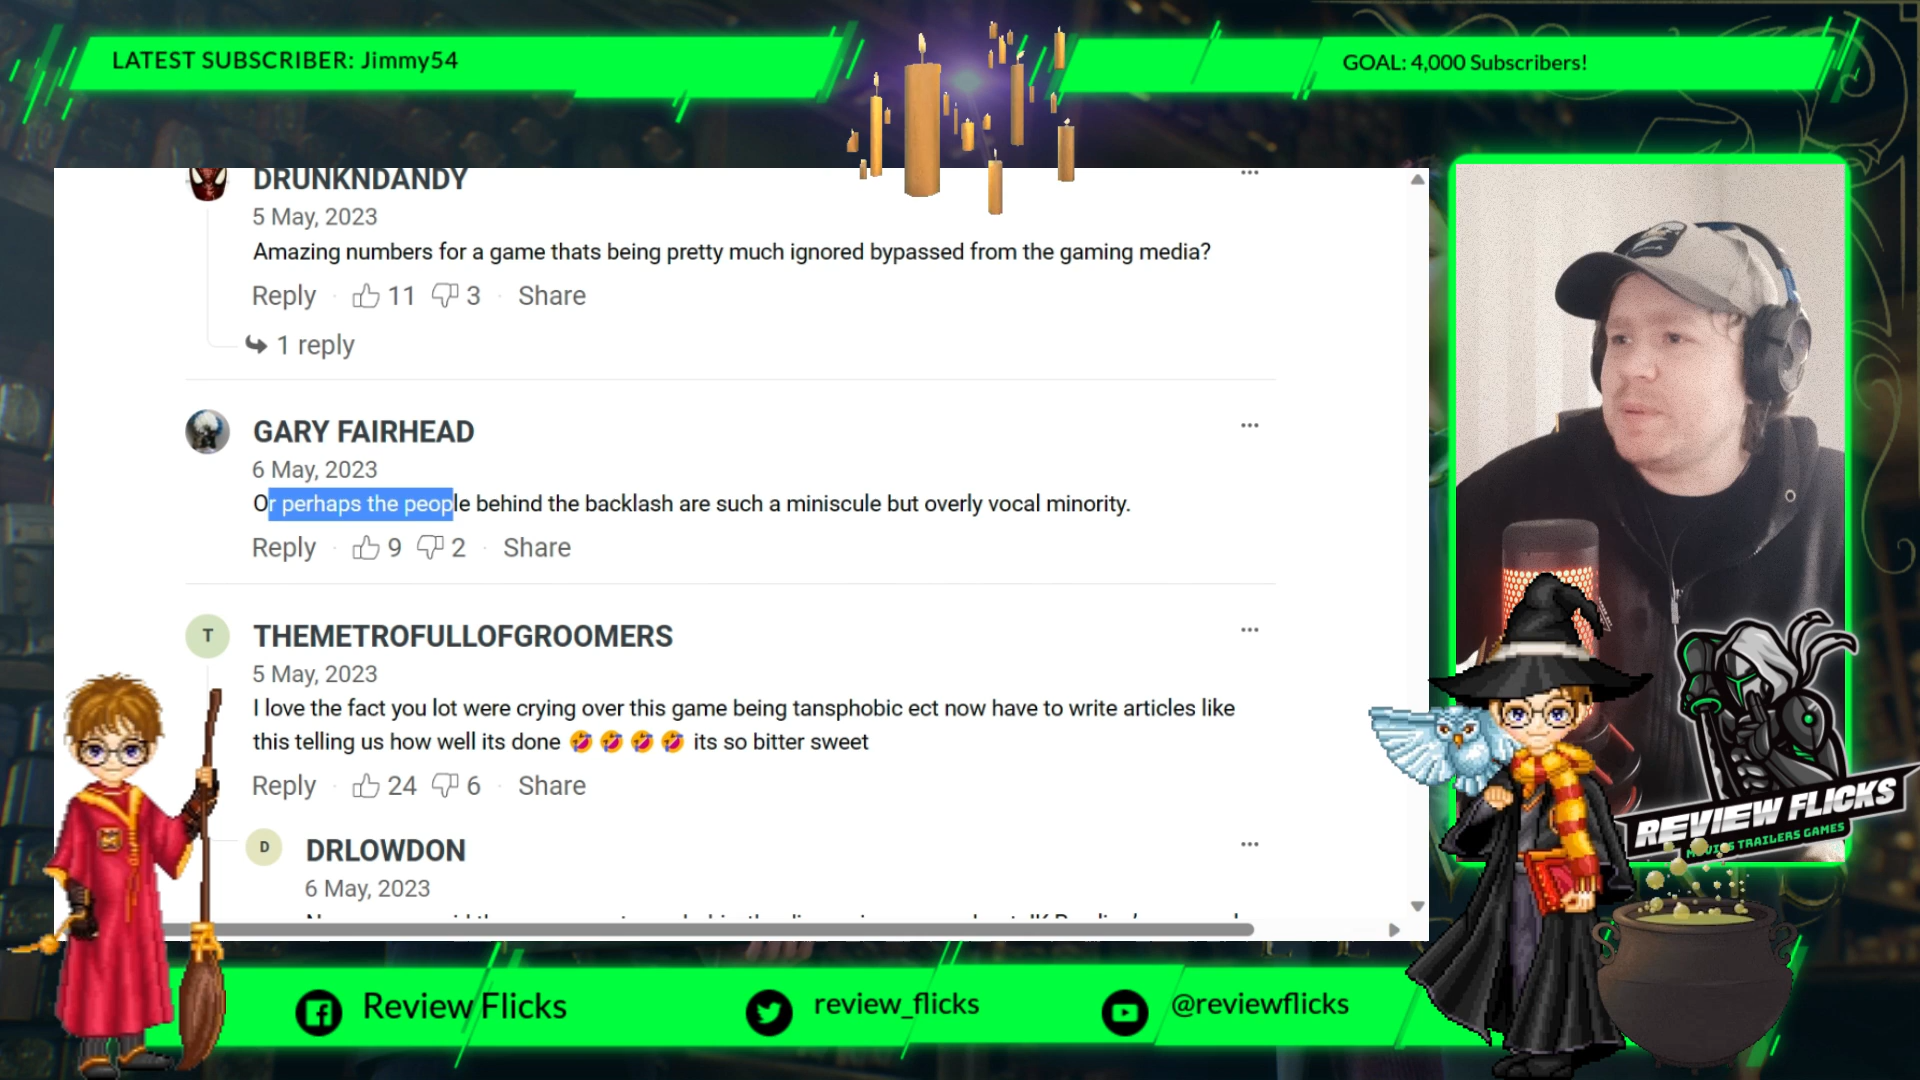 LATEST SUBSCRIBER: Jimmy54
GOAL: 4,000 Subscribers!
DRUNKNDANDY
5 May, 2023
Amazing numbers for a game thats being pretty much ignored bypassed from the gaming media?
Reply 11 3 Share
1 reply
GARY FAIRHEAD
6 May, 2023
Or perhaps the people behind the backlash are such a miniscule but overly vocal minority.
Reply 9 2 Share
T THEMETROFULLOFGROOMERS
5 May, 2023
I love the fact you lot were crying over this game being tansphobic ect now have to write articles like
this telling us how well its done 🤣🤣🤣🤣 its so bitter sweet
Reply 24 6 Share
D DRLOWDON
6 May, 2023
REVIEW FLICKS
MOVIES TRAILERS GAMES
Review Flicks
review_flicks
@reviewflicks